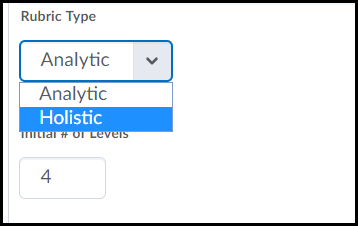 Rubric Type
Analytic
Analytic
Holistic
Initial # of Levels
4